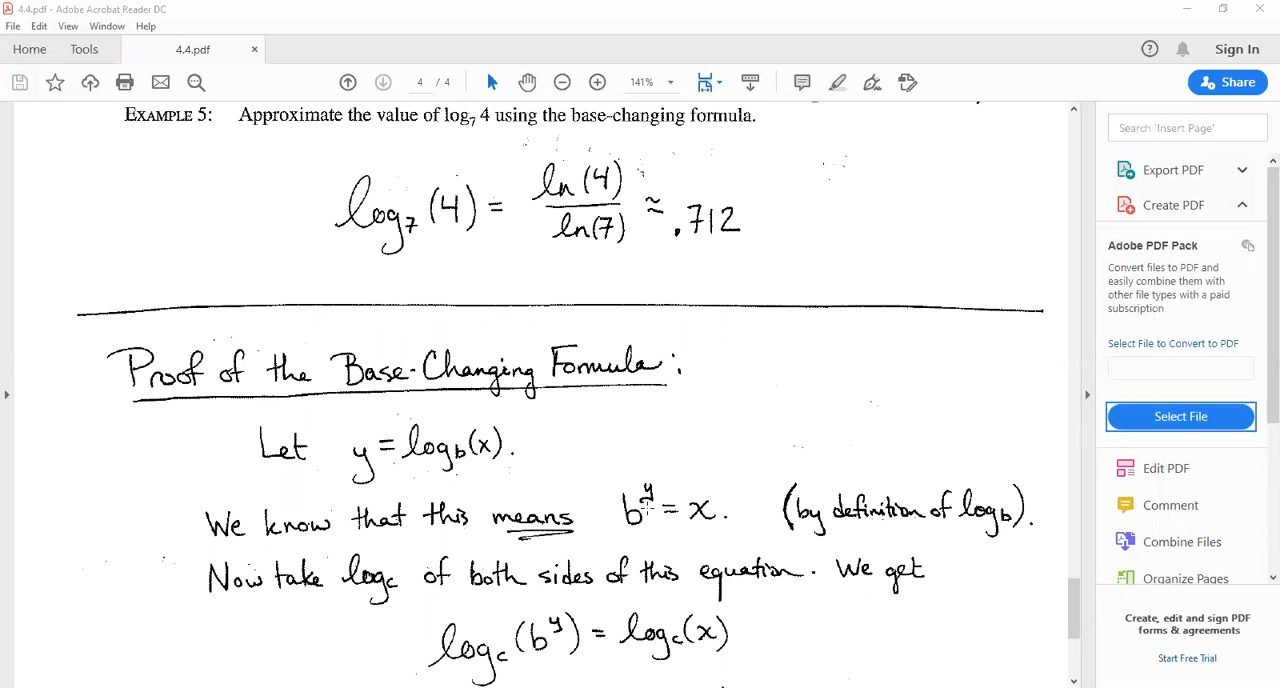 4.4.pdf - Adobe Acrobat Reader DC
File Edit View Window Help
Home Tools 4.4.pdf × Sign In
4 / 4 141% Share
EXAMPLE 5: Approximate the value of log₇ 4 using the base-changing formula.
log₇(4) = ln(4)/ln(7) ≈ .712
Proof of the Base-Changing Formula:
Let y = log_b(x).
We know that this means b^y = x. (by definition of log_b).
Now take log_c of both sides of this equation. We get
log_c(b^y) = log_c(x)
Search 'Insert Page'
Export PDF
Create PDF
Adobe PDF Pack
Convert files to PDF and
easily combine them with
other file types with a paid
subscription
Select File to Convert to PDF
Select File
Edit PDF
Comment
Combine Files
Organize Pages
Create, edit and sign PDF
forms & agreements
Start Free Trial